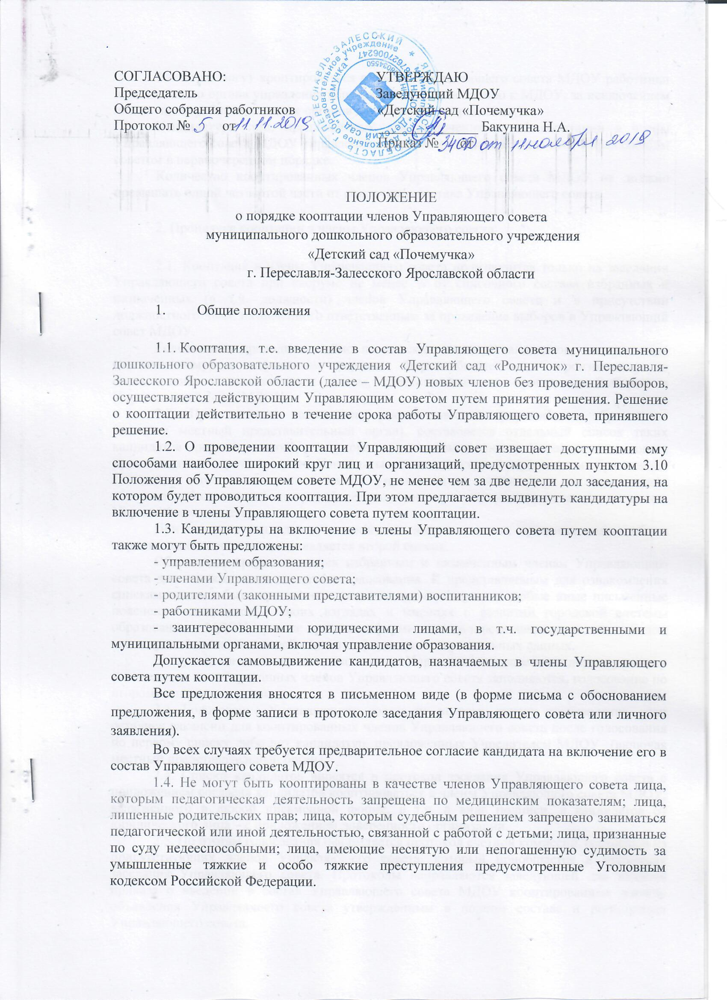 СОГЛАСОВАНО:
Председатель
Общего собрания работников
Протокол № 5 от 11.11.2019.
УТВЕРЖДАЮ
Заведующий МДОУ
«Детский сад «Почемучка»
Бакунина Н.А.
Приказ № от от 11 ноября 2019
ПЕРЕСЛАВЛЬ-ЗАЛЕССКИЙ * ЯРОСЛАВСКАЯ ОБЛАСТЬ г.
муниципальное дошкольное образовательное учреждение
"Детский сад "Почемучка"
ПОЛОЖЕНИЕ
о порядке кооптации членов Управляющего совета
муниципального дошкольного образовательного учреждения
«Детский сад «Почемучка»
г. Переславля-Залесского Ярославской области
1. Общие положения
1.1. Кооптация, т.е. введение в состав Управляющего совета муниципального
дошкольного образовательного учреждения «Детский сад «Родничок» г. Переславля-
Залесского Ярославской области (далее – МДОУ) новых членов без проведения выборов,
осуществляется действующим Управляющим советом путем принятия решения. Решение
о кооптации действительно в течение срока работы Управляющего совета, принявшего
решение.
1.2. О проведении кооптации Управляющий совет извещает доступными ему
способами наиболее широкий круг лиц и организаций, предусмотренных пунктом 3.10
Положения об Управляющем совете МДОУ, не менее чем за две недели дол заседания, на
котором будет проводиться кооптация. При этом предлагается выдвинуть кандидатуры на
включение в члены Управляющего совета путем кооптации.
1.3. Кандидатуры на включение в члены Управляющего совета путем кооптации
также могут быть предложены:
- управлением образования;
- членами Управляющего совета;
- родителями (законными представителями) воспитанников;
- работниками МДОУ;
- заинтересованными юридическими лицами, в т.ч. государственными и
муниципальными органами, включая управление образования.
Допускается самовыдвижение кандидатов, назначаемых в члены Управляющего
совета путем кооптации.
Все предложения вносятся в письменном виде (в форме письма с обоснованием
предложения, в форме записи в протоколе заседания Управляющего совета или личного
заявления).
Во всех случаях требуется предварительное согласие кандидата на включение его в
состав Управляющего совета МДОУ.
1.4. Не могут быть кооптированы в качестве членов Управляющего совета лица,
которым педагогическая деятельность запрещена по медицинским показателям; лица,
лишенные родительских прав; лица, которым судебным решением запрещено заниматься
педагогической или иной деятельностью, связанной с работой с детьми; лица, признанные
по суду недееспособными; лица, имеющие неснятую или непогашенную судимость за
умышленные тяжкие и особо тяжкие преступления предусмотренные Уголовным
кодексом Российской Федерации.